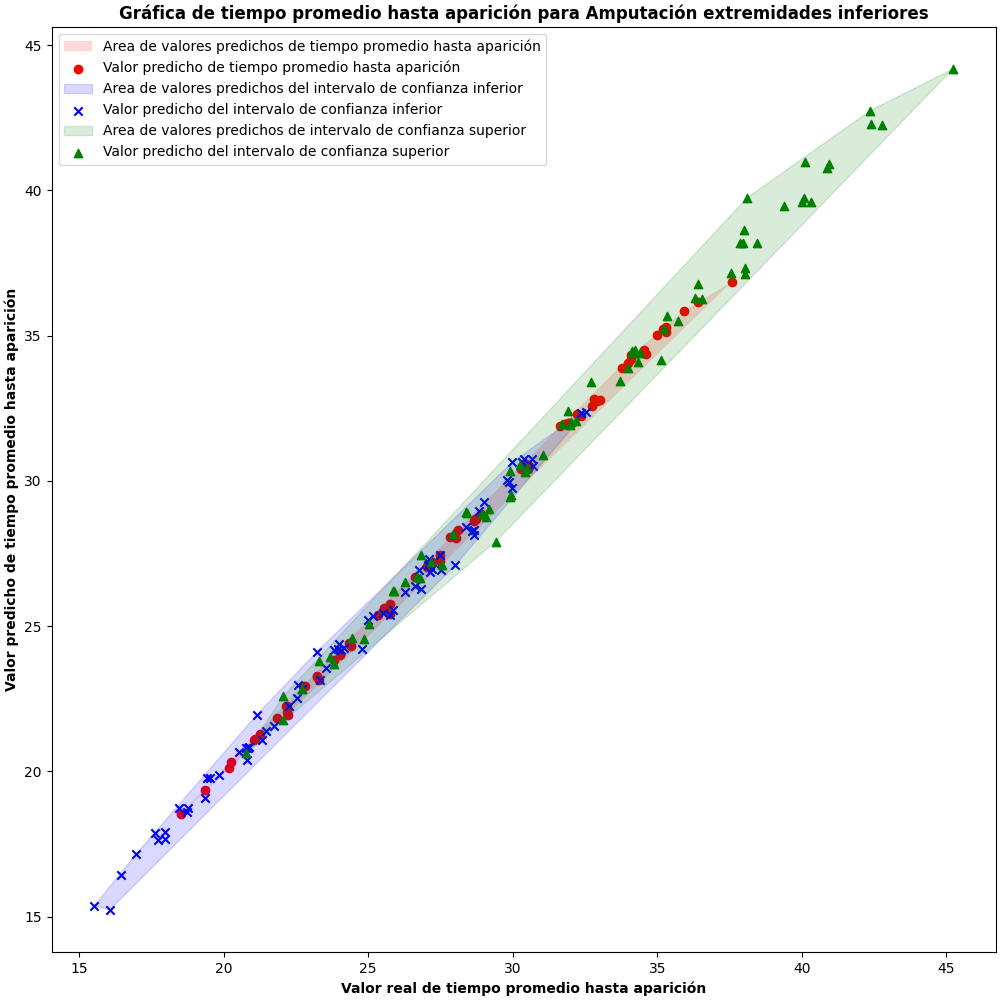 Gráfica de tiempo promedio hasta aparición para Amputación extremidades inferiores
Area de valores predichos de tiempo promedio hasta aparición
Valor predicho de tiempo promedio hasta aparición
Area de valores predichos del intervalo de confianza inferior
Valor predicho del intervalo de confianza inferior
Area de valores predichos de intervalo de confianza superior
Valor predicho del intervalo de confianza superior
Valor predicho de tiempo promedio hasta aparición
45
40
35
30
25
20
15
15 20 25 30 35 40 45
Valor real de tiempo promedio hasta aparición